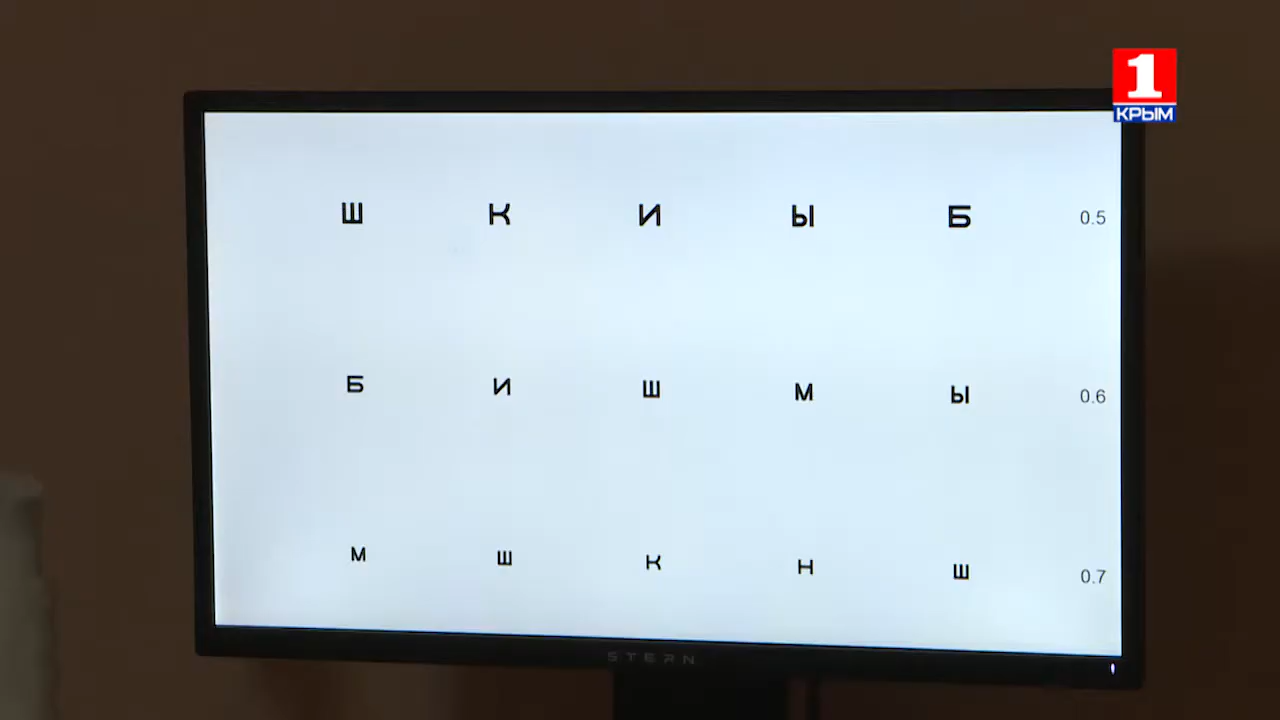 1
КРЫМ
Ш К И Ы Б 0.5
Б И Ш М Ы 0.6
М Ш К Н Ш 0.7
STERN